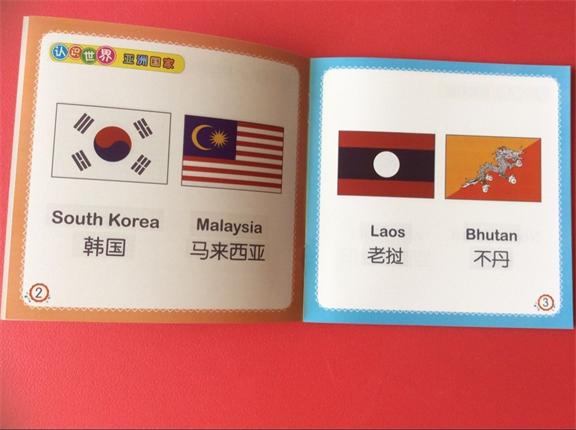 认识世界 亚洲国家
South Korea
韩国
Malaysia
马来西亚
2
Laos
老挝
Bhutan
不丹
3